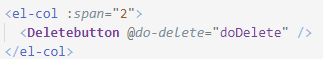 <el-col :span="2">
<Deletebutton @do-delete="doDelete" />
</el-col>